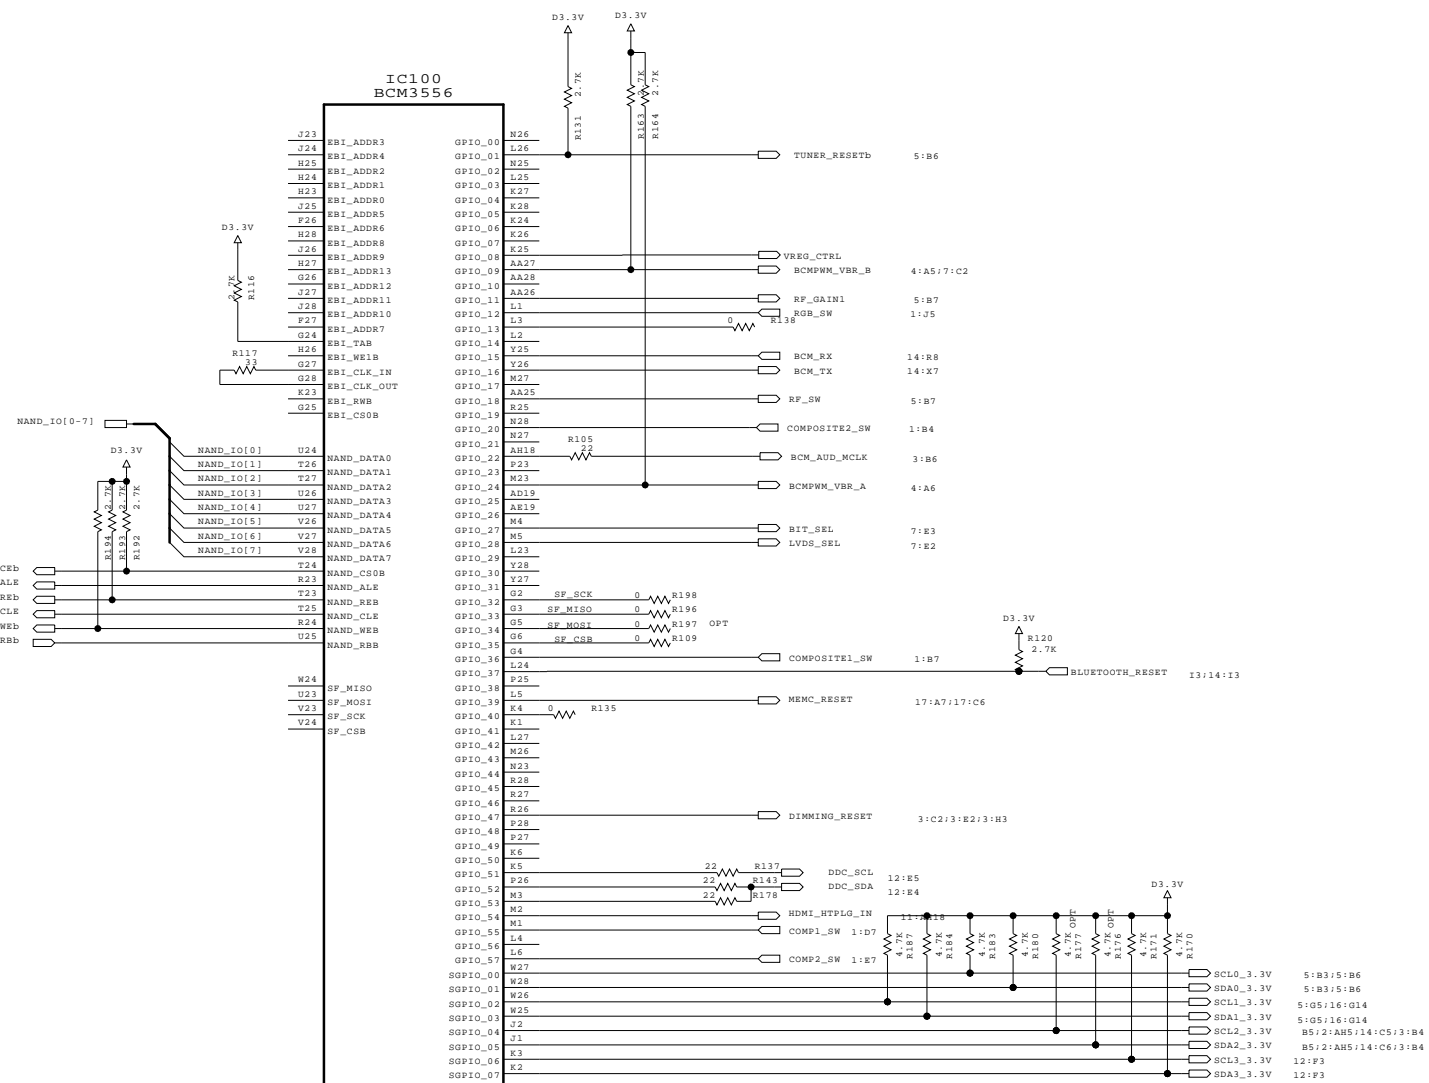 D3.3V D3.3V
2.7K 2.7K 2.7K
R131 R163 R164
IC100
BCM3556
J23 EBI_ADDR3
J24 EBI_ADDR4
H25 EBI_ADDR2
H24 EBI_ADDR1
H23 EBI_ADDR0
J25 EBI_ADDR5
F26 EBI_ADDR6
H28 EBI_ADDR8
J26 EBI_ADDR9
H27 EBI_ADDR13
G26 EBI_ADDR12
J27 EBI_ADDR11
J28 EBI_ADDR10
F27 EBI_ADDR7
G24 EBI_TAB
H26 EBI_WE1B
G27 EBI_CLK_IN
G28 EBI_CLK_OUT
K23 EBI_RWB
G25 EBI_CS0B
D3.3V
2.7K
R116
R117
33
NAND_IO[0-7]
D3.3V
2.7K 2.7K 2.7K
R194 R193 R192
NAND_IO[0] U24 NAND_DATA0
NAND_IO[1] T26 NAND_DATA1
NAND_IO[2] T27 NAND_DATA2
NAND_IO[3] U26 NAND_DATA3
NAND_IO[4] U27 NAND_DATA4
NAND_IO[5] V26 NAND_DATA5
NAND_IO[6] V27 NAND_DATA6
NAND_IO[7] V28 NAND_DATA7
CEb T24 NAND_CS0B
ALE R23 NAND_ALE
REb T23 NAND_REB
CLE T25 NAND_CLE
WEb R24 NAND_WEB
RBb U25 NAND_RBB
W24 SF_MISO
U23 SF_MOSI
V23 SF_SCK
V24 SF_CSB
GPIO_00 N26
GPIO_01 L26 TUNER_RESETb 5:B6
GPIO_02 N25
GPIO_03 L25
GPIO_04 K27
GPIO_05 K28
GPIO_06 K24
GPIO_07 K26
GPIO_08 K25 VREG_CTRL
GPIO_09 AA27 BCMPWM_VBR_B 4:A5;7:C2
GPIO_10 AA28
GPIO_11 AA26 RF_GAIN1 5:B7
GPIO_12 L1 RGB_SW 1:J5
GPIO_13 L3 0 R138
GPIO_14 L2
GPIO_15 Y25 BCM_RX 14:R8
GPIO_16 Y26 BCM_TX 14:X7
GPIO_17 M27
GPIO_18 AA25 RF_SW 5:B7
GPIO_19 R25
GPIO_20 N28 COMPOSITE2_SW 1:B4
GPIO_21 N27
GPIO_22 AH18 R105 22 BCM_AUD_MCLK 3:B6
GPIO_23 P23
GPIO_24 M23 BCMPWM_VBR_A 4:A6
GPIO_25 AD19
GPIO_26 AE19
GPIO_27 M4 BIT_SEL 7:E3
GPIO_28 M5 LVDS_SEL 7:E2
GPIO_29 L23
GPIO_30 Y28
GPIO_31 Y27
GPIO_32 G2 SF_SCK 0 R198
GPIO_33 G3 SF_MISO 0 R196
GPIO_34 G5 SF_MOSI 0 R197 OPT
GPIO_35 G6 SF_CSB 0 R109
D3.3V
R120
2.7K
GPIO_36 G4 COMPOSITE1_SW 1:B7
GPIO_37 L24 BLUETOOTH_RESET I3;14:I3
GPIO_38 P25
GPIO_39 L5 MEMC_RESET 17:A7;17:C6
GPIO_40 K4 0 R135
GPIO_41 K1
GPIO_42 L27
GPIO_43 M26
GPIO_44 N23
GPIO_45 R28
GPIO_46 R27
GPIO_47 R26 DIMMING_RESET 3:C2;3:E2;3:H3
GPIO_48 P28
GPIO_49 P27
GPIO_50 K6
GPIO_51 K5 22 R137 DDC_SCL 12:E5
GPIO_52 P26 22 R143 DDC_SDA 12:E4
GPIO_53 M3 22 R178
GPIO_54 M2 HDMI_HTPLG_IN 11:AH18
GPIO_55 M1 COMP1_SW 1:D7
GPIO_56 L4
GPIO_57 L6 COMP2_SW 1:E7
D3.3V
4.7K 4.7K 4.7K 4.7K 4.7K OPT 4.7K OPT 4.7K 4.7K
R187 R184 R183 R180 R177 R176 R171 R170
SGPIO_00 W27 SCL0_3.3V 5:B3;5:B6
SGPIO_01 W28 SDA0_3.3V 5:B3;5:B6
SGPIO_02 W26 SCL1_3.3V 5:G5;16:G14
SGPIO_03 W25 SDA1_3.3V 5:G5;16:G14
SGPIO_04 J2 SCL2_3.3V B5;2:AH5;14:C5;3:B4
SGPIO_05 J1 SDA2_3.3V B5;2:AH5;14:C6;3:B4
SGPIO_06 K3 SCL3_3.3V 12:F3
SGPIO_07 K2 SDA3_3.3V 12:F3